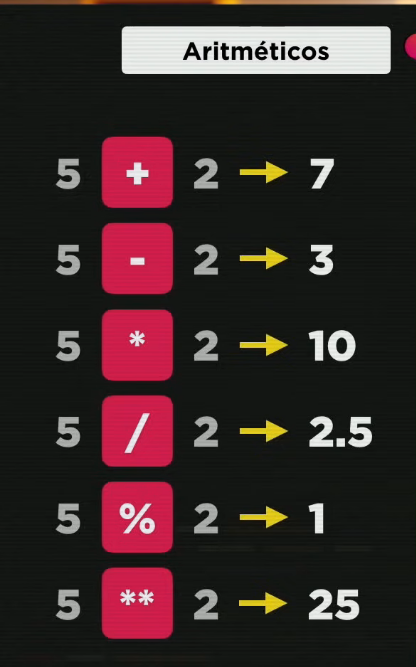 Aritméticos
5 + 2 → 7
5 - 2 → 3
5 * 2 → 10
5 / 2 → 2.5
5 % 2 → 1
5 ** 2 → 25